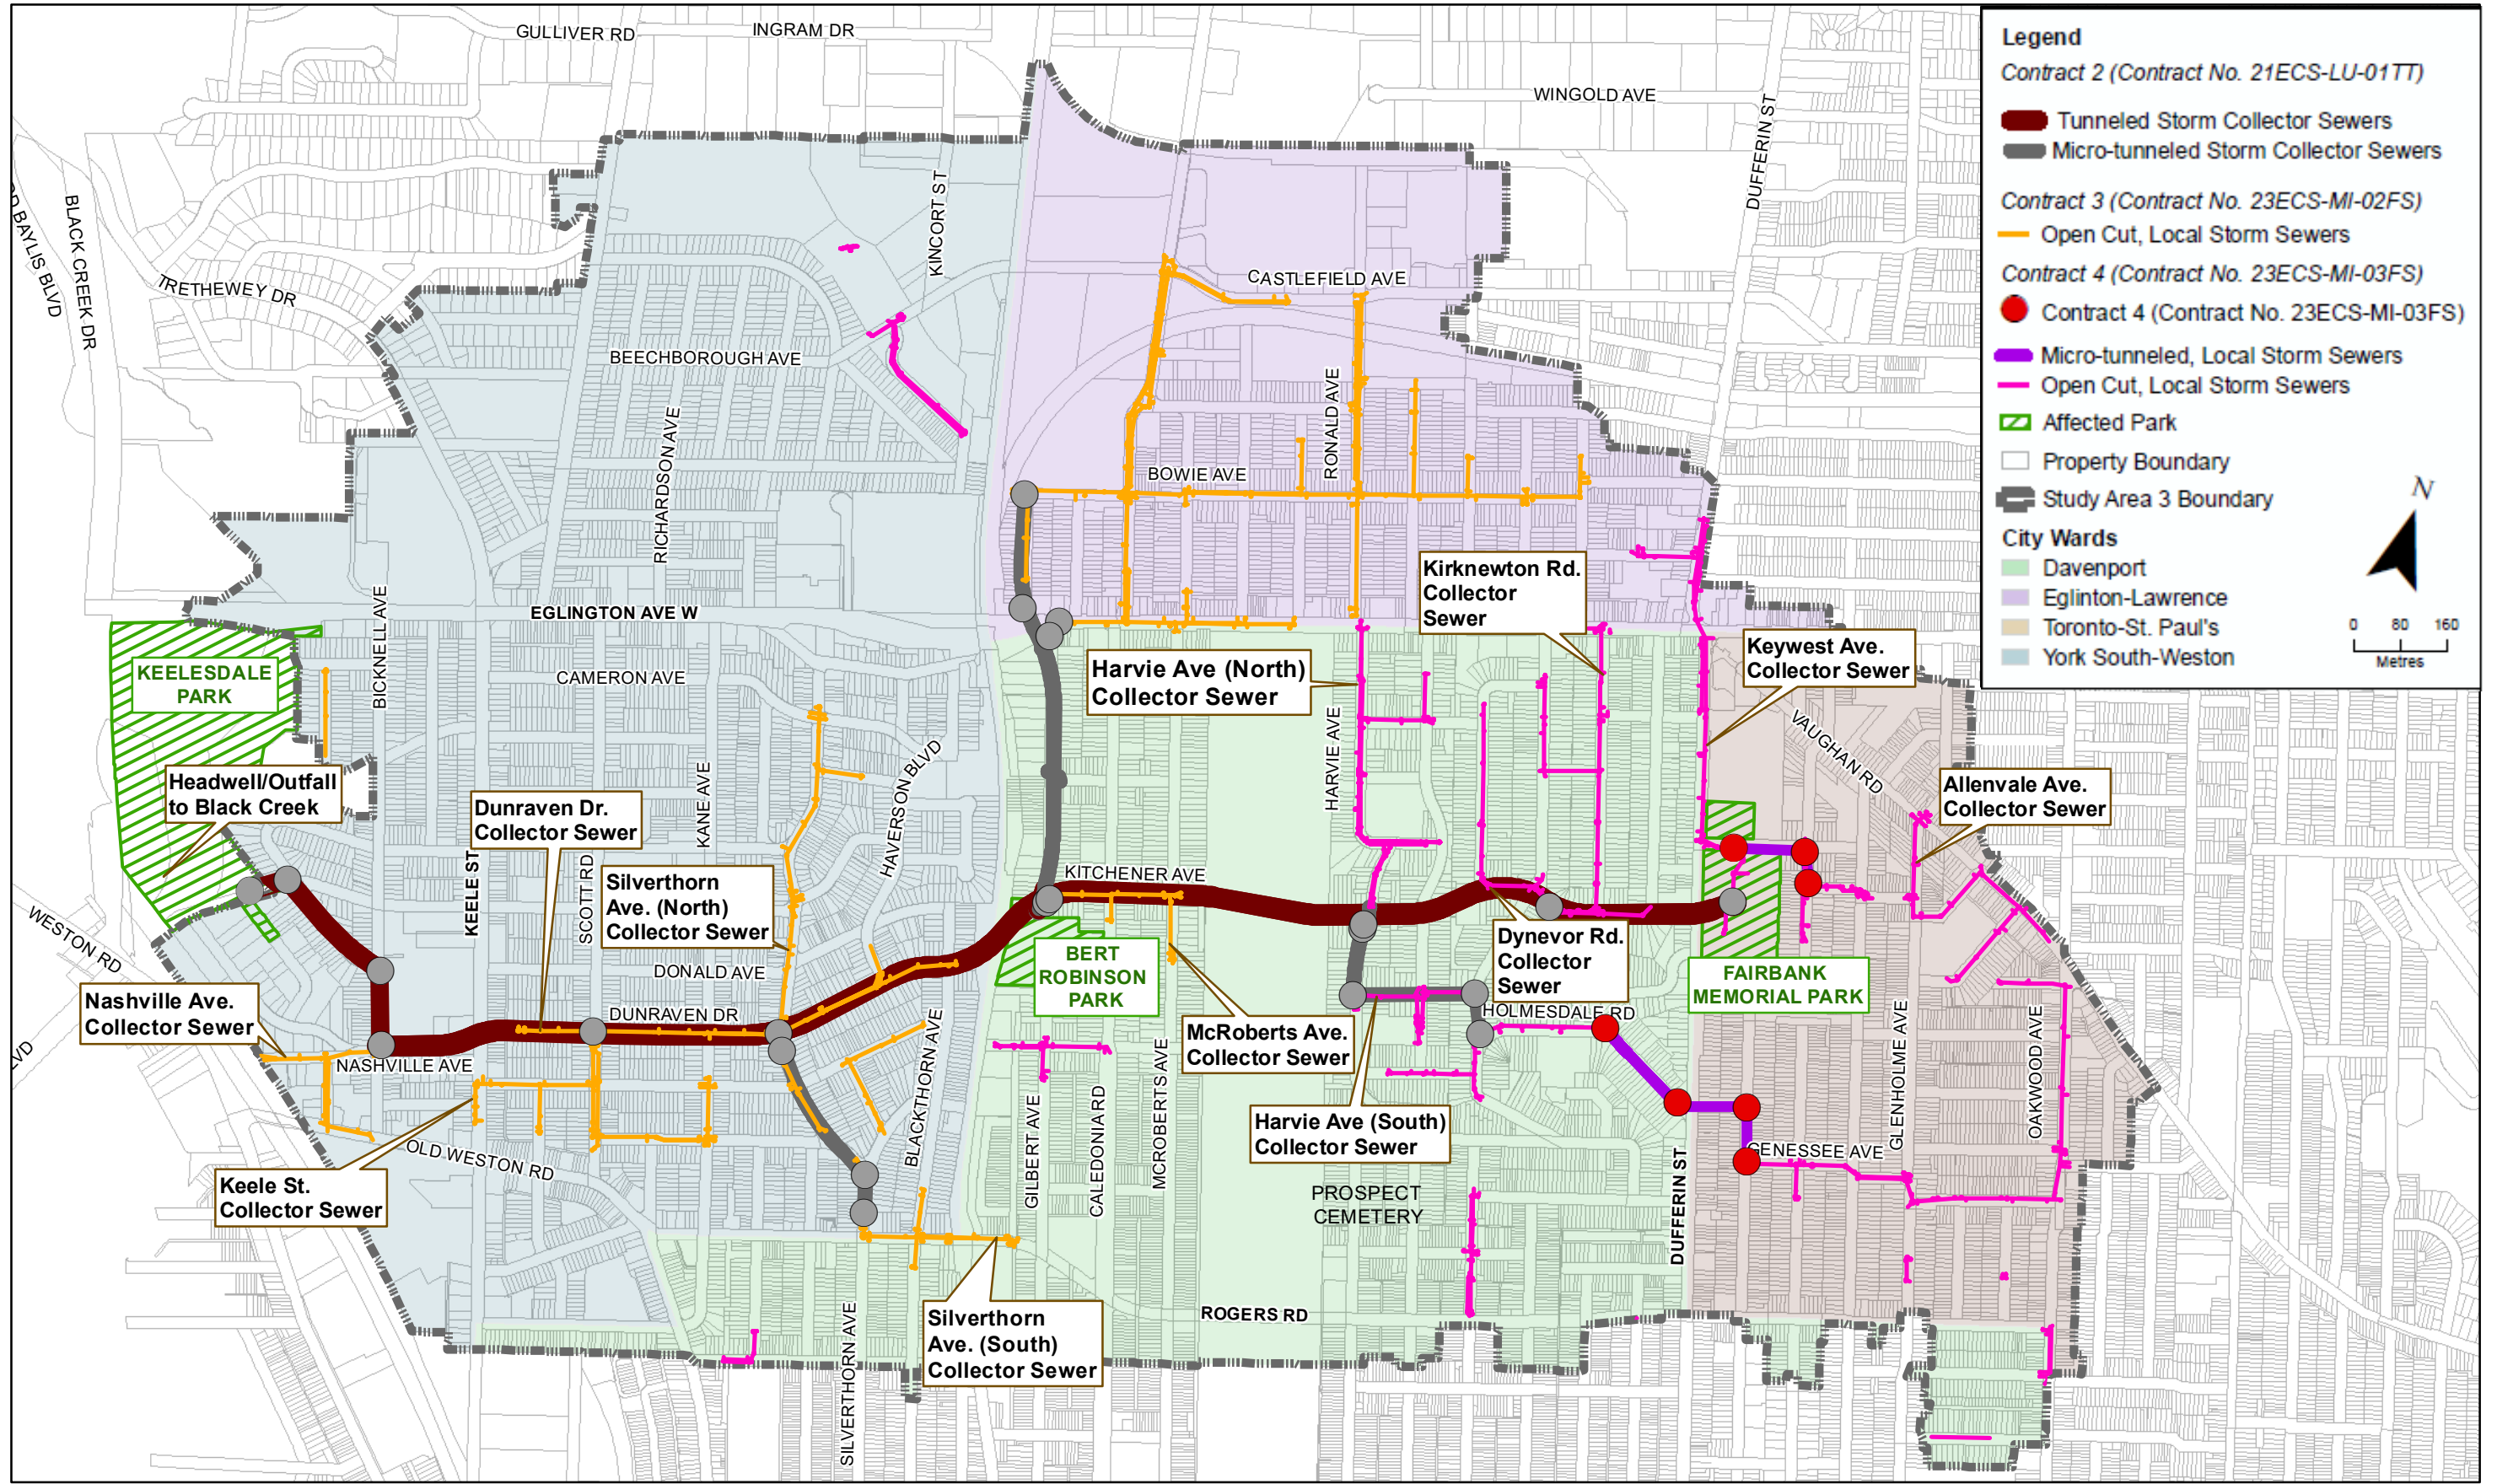 GULLIVER RD
INGRAM DR
WINGOLD AVE
DUFFERIN ST
BAYLIS BLVD
BLACK CREEK DR
TRETHEWEY DR
KINCORT ST
CASTLEFIELD AVE
BEECHBOROUGH AVE
RICHARDSON AVE
RONALD AVE
BOWIE AVE
Legend
Contract 2 (Contract No. 21ECS-LU-01TT)
Tunneled Storm Collector Sewers
Micro-tunneled Storm Collector Sewers
Contract 3 (Contract No. 23ECS-MI-02FS)
Open Cut, Local Storm Sewers
Contract 4 (Contract No. 23ECS-MI-03FS)
Contract 4 (Contract No. 23ECS-MI-03FS)
Micro-tunneled, Local Storm Sewers
Open Cut, Local Storm Sewers
Affected Park
Property Boundary
Study Area 3 Boundary
City Wards
Davenport
Eglinton-Lawrence
Toronto-St. Paul's
York South-Weston
N
0 80 160
Metres
BICKNELL AVE
EGLINGTON AVE W
Kirknewton Rd.
Collector
Sewer
KEELESDALE
PARK
CAMERON AVE
Harvie Ave (North)
Collector Sewer
Keywest Ave.
Collector Sewer
HARVIE AVE
VAUGHAN RD
Headwell/Outfall
to Black Creek
Dunraven Dr.
Collector Sewer
KANE AVE
HAVERSON BLVD
Allenvale Ave.
Collector Sewer
KEELE ST
SCOTT RD
Silverthorn
Ave. (North)
Collector Sewer
KITCHENER AVE
WESTON RD
DONALD AVE
BERT
ROBINSON
PARK
Dynevor Rd.
Collector
Sewer
FAIRBANK
MEMORIAL PARK
Nashville Ave.
Collector Sewer
DUNRAVEN DR
HOLMESDALE RD
McRoberts Ave.
Collector Sewer
NASHVILLE AVE
BLACKTHORN AVE
GILBERT AVE
CALEDONIA RD
MCROBERTS AVE
GLENHOLME AVE
OAKWOOD AVE
Harvie Ave (South)
Collector Sewer
OLD WESTON RD
GENESSEE AVE
DUFFERIN ST
Keele St.
Collector Sewer
PROSPECT
CEMETERY
Silverthorn
Ave. (South)
Collector Sewer
ROGERS RD
SILVERTHORN AVE